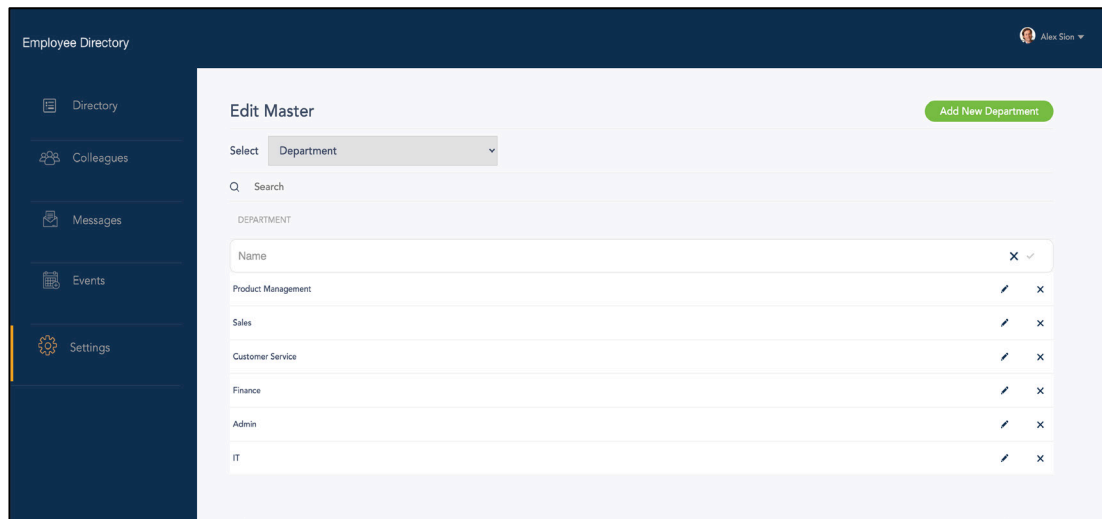 Employee Directory
Alex Sion
Directory
Colleagues
Messages
Events
Settings
Edit Master
Add New Department
Select Department
Search
DEPARTMENT
Name
Product Management
Sales
Customer Service
Finance
Admin
IT